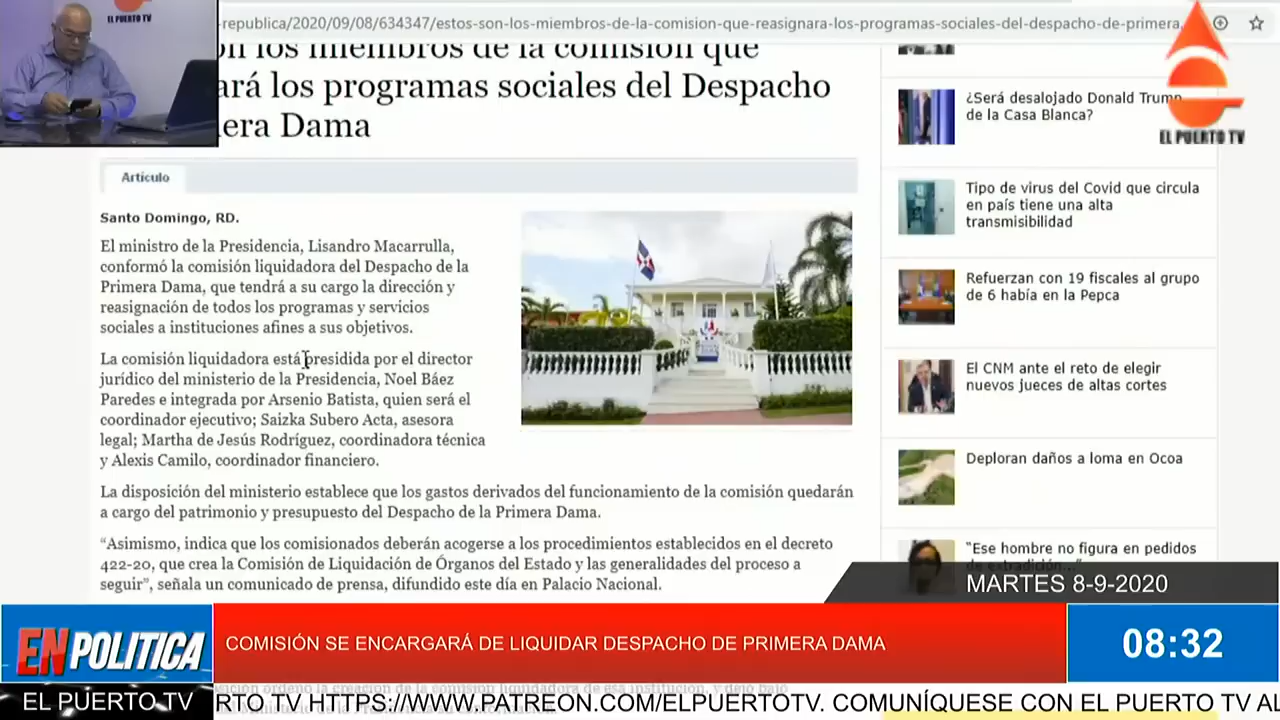 EL PUERTO TV
republica/2020/09/08/634347/estos-son-los-miembros-de-la-comision-que-reasignara-los-programas-sociales-del-despacho-de-primera
on los miembros de la comisión que
ará los programas sociales del Despacho
era Dama
Artículo
Santo Domingo, RD.
El ministro de la Presidencia, Lisandro Macarrulla,
conformó la comisión liquidadora del Despacho de la
Primera Dama, que tendrá a su cargo la dirección y
reasignación de todos los programas y servicios
sociales a instituciones afines a sus objetivos.
La comisión liquidadora está presidida por el director
jurídico del ministerio de la Presidencia, Noel Báez
Paredes e integrada por Arsenio Batista, quien será el
coordinador ejecutivo; Saizka Subero Acta, asesora
legal; Martha de Jesús Rodríguez, coordinadora técnica
y Alexis Camilo, coordinador financiero.
La disposición del ministerio establece que los gastos derivados del funcionamiento de la comisión quedarán
a cargo del patrimonio y presupuesto del Despacho de la Primera Dama.
“Asimismo, indica que los comisionados deberán acogerse a los procedimientos establecidos en el decreto
422-20, que crea la Comisión de Liquidación de Órganos del Estado y las generalidades del proceso a
seguir”, señala un comunicado de prensa, difundido este día en Palacio Nacional.
¿Será desalojado Donald Trump
de la Casa Blanca?
EL PUERTO TV
Tipo de virus del Covid que circula
en país tiene una alta
transmisibilidad
Refuerzan con 19 fiscales al grupo
de 6 había en la Pepca
El CNM ante el reto de elegir
nuevos jueces de altas cortes
Deploran daños a loma en Ocoa
“Ese hombre no figura en pedidos
de extradición..."
MARTES 8-9-2020
EN POLITICA
COMISIÓN SE ENCARGARÁ DE LIQUIDAR DESPACHO DE PRIMERA DAMA
08:32
EL PUERTO TV
RTO TV HTTPS://WWW.PATREON.COM/ELPUERTOTV. COMUNÍQUESE CON EL PUERTO TV AL